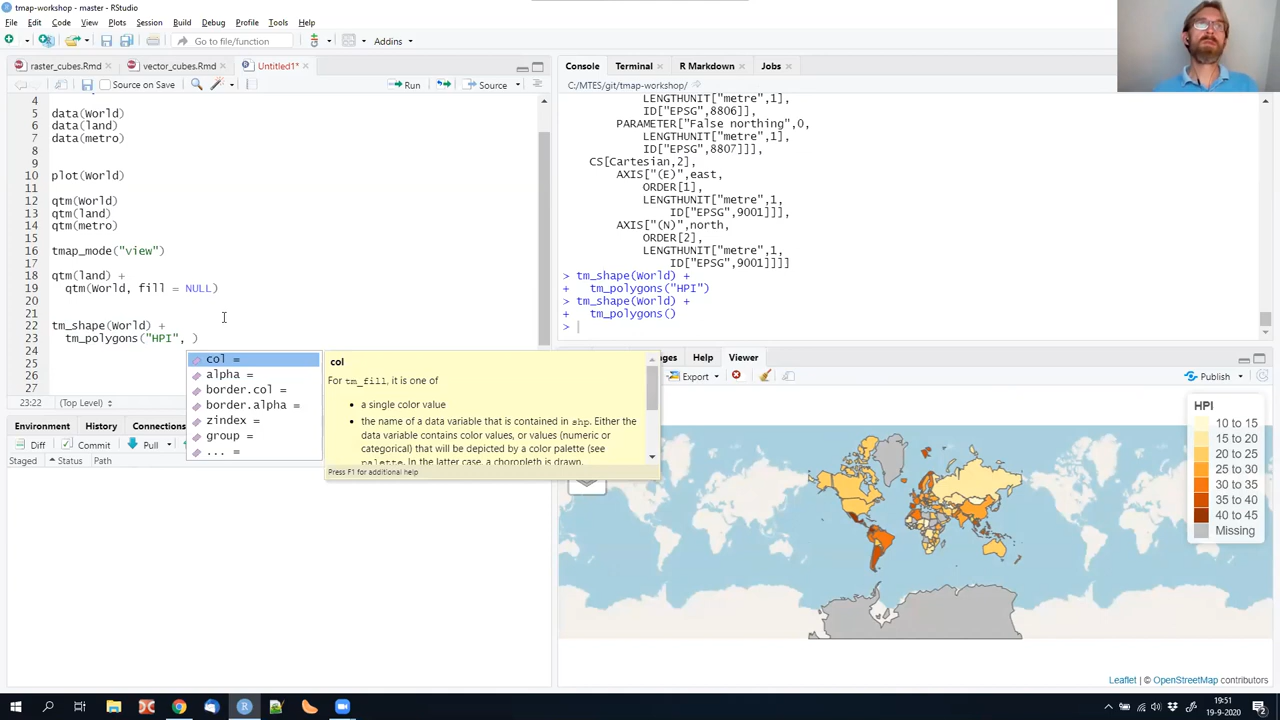 tmap-workshop - master - RStudio
File Edit Code View Plots Session Build Debug Profile Tools Help
Go to file/function
Addins
raster_cubes.Rmd
vector_cubes.Rmd
Untitled1*
Source on Save
Run
Source
4
5 data(World)
6 data(land)
7 data(metro)
8
9
10 plot(World)
11
12 qtm(World)
13 qtm(land)
14 qtm(metro)
15
16 tmap_mode("view")
17
18 qtm(land) +
19 qtm(World, fill = NULL)
20
21
22 tm_shape(World) +
23 tm_polygons("HPI", )
24
25
26
27
23:22 (Top Level)
col =
alpha =
border.col =
border.alpha =
zindex =
group =
... =
col
For tm_fill, it is one of
• a single color value
• the name of a data variable that is contained in shp. Either the
data variable contains color values, or values (numeric or
categorical) that will be depicted by a color palette (see
palette. In the latter case, a choropleth is drawn.
Press F1 for additional help
Environment History Connections
Diff Commit Pull
Staged Status Path
Console Terminal R Markdown Jobs
C:/MTES/git/tmap-workshop/
LENGTHUNIT["metre",1],
ID["EPSG",8806]],
PARAMETER["False northing",0,
LENGTHUNIT["metre",1],
ID["EPSG",8807]]],
CS[Cartesian,2],
AXIS["(E)",east,
ORDER[1],
LENGTHUNIT["metre",1,
ID["EPSG",9001]]],
AXIS["(N)",north,
ORDER[2],
LENGTHUNIT["metre",1,
ID["EPSG",9001]]]]
> tm_shape(World) +
+ tm_polygons("HPI")
> tm_shape(World) +
+ tm_polygons()
>
ages Help Viewer
Export
Publish
HPI
10 to 15
15 to 20
20 to 25
25 to 30
30 to 35
35 to 40
40 to 45
Missing
Leaflet | © OpenStreetMap contributors
19:51
19-9-2020
2